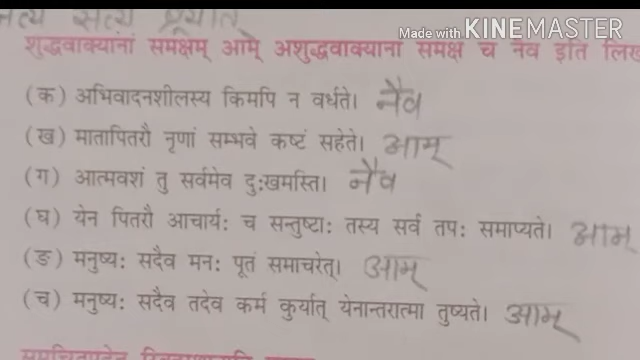 सत्य प्रयात
Made with KINEMASTER
शुद्धवाक्यानां समक्षम् आम् अशुद्धवाक्यानां समक्षं च नैव इति लिख
(क) अभिवादनशीलस्य किमपि न वर्धते। नैव
(ख) मातापितरौ नृणां सम्भवे कष्टं सहेते। आम्
(ग) आत्मवशं तु सर्वमेव दुःखमस्ति। नैव
(घ) येन पितरौ आचार्यः च सन्तुष्टाः तस्य सर्वं तपः समाप्यते। आम्
(ङ) मनुष्यः सदैव मनः पूतं समाचरेत्। आम्
(च) मनुष्यः सदैव तदेव कर्म कुर्यात् येनान्तरात्मा तुष्यते। आम्